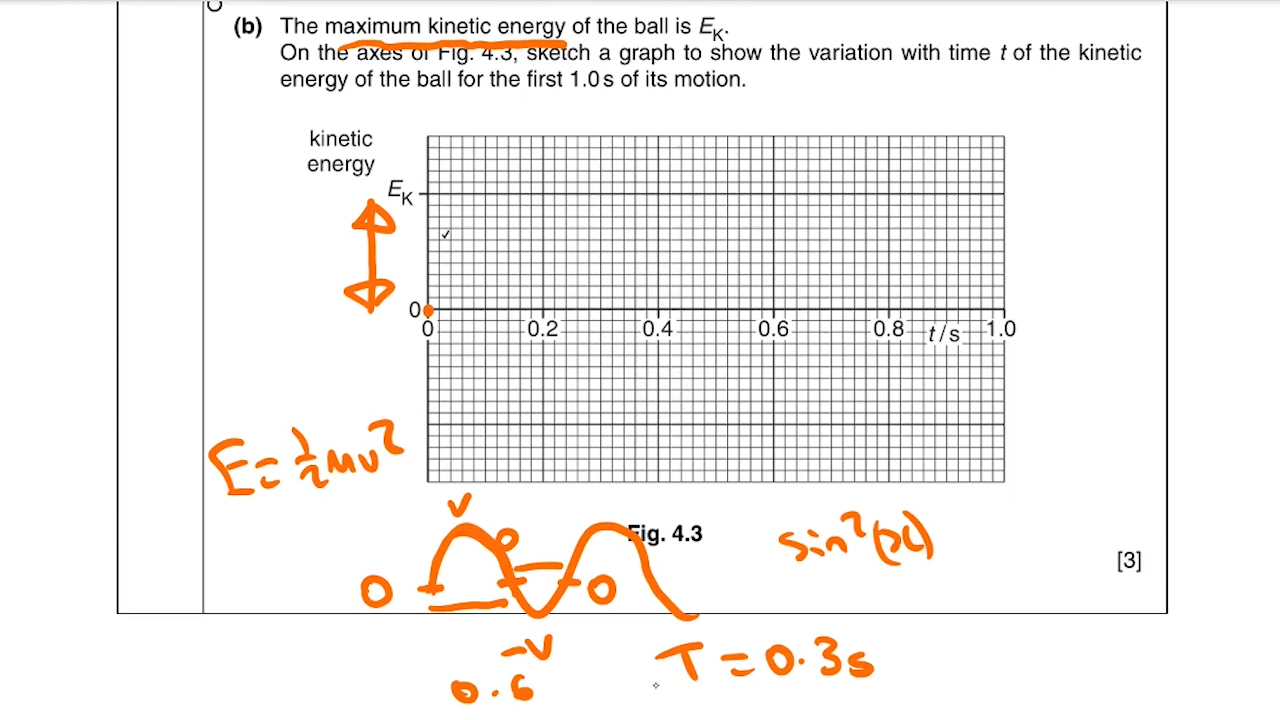 (b) The maximum kinetic energy of the ball is EK.
On the axes of Fig. 4.3, sketch a graph to show the variation with time t of the kinetic
energy of the ball for the first 1.0 s of its motion.
kinetic
energy
EK
✓
0
0 0.2 0.4 0.6 0.8 t/s 1.0
E = ½mv²
v
Fig. 4.3
sin²(x)
[3]
0
0
0
-v
T = 0.3s
0.6